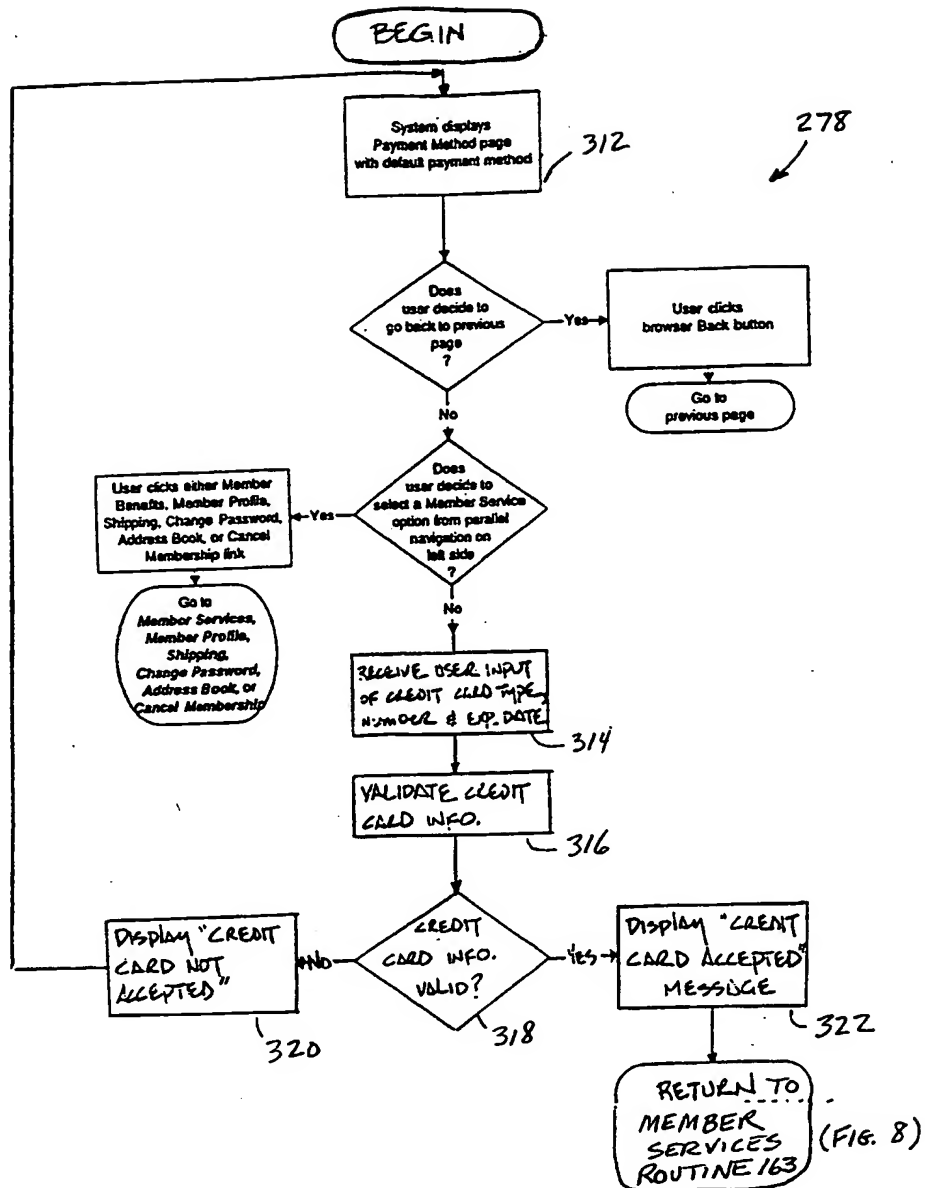 BEGIN
System displays
Payment Method page
with default payment method
312
278
Does
user decide to
go back to previous
page
?
Yes
User clicks
browser Back button
Go to
previous page
No
Does
user decide to
select a Member Service
option from parallel
navigation on
left side
?
Yes
User clicks either Member
Benefits, Member Profile,
Shipping, Change Password,
Address Book, or Cancel
Membership link
Go to
Member Services,
Member Profile,
Shipping,
Change Password,
Address Book, or
Cancel Membership
No
RECEIVE USER INPUT
OF CREDIT CARD TYPE,
NUMBER & EXP. DATE
314
VALIDATE CREDIT
CARD INFO.
316
CREDIT
CARD INFO.
VALID?
318
No
Display "CREDIT
CARD NOT
ACCEPTED"
320
YES
Display "CREDIT
CARD ACCEPTED"
MESSAGE
322
RETURN TO
MEMBER
SERVICES
ROUTINE 163
(FIG. 8)